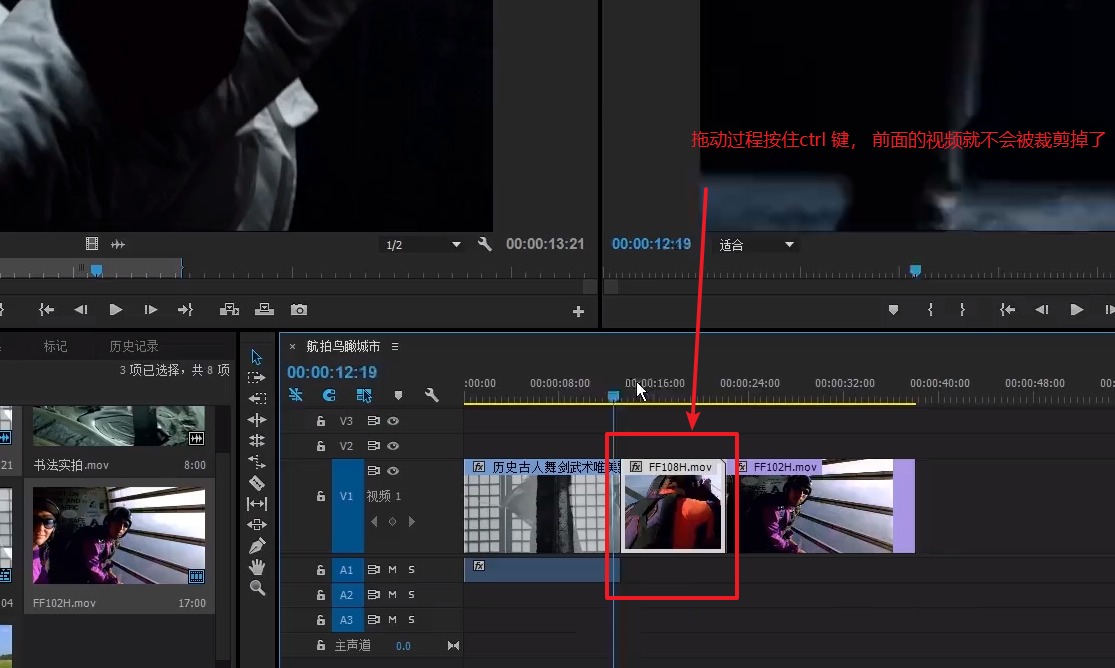 拖动过程按住ctrl 键， 前面的视频就不会被裁剪掉了
1/2
00:00:13:21
00:00:12:19
适合
标记
历史记录
3 项已选择，共 8 项
21
书法实拍.mov
8:00
04
FF102H.mov
17:00
× 航拍鸟瞰城市 ≡
00:00:12:19
:00:00
00:00:08:00
00:00:16:00
00:00:24:00
00:00:32:00
00:00:40:00
00:00:48:00
00:
V3
V2
V1
视频 1
fx 历史古人舞剑武术唯美
fx FF108H.mov
fx FF102H.mov
A1 M S
fx
A2 M S
A3 M S
主声道 0.0